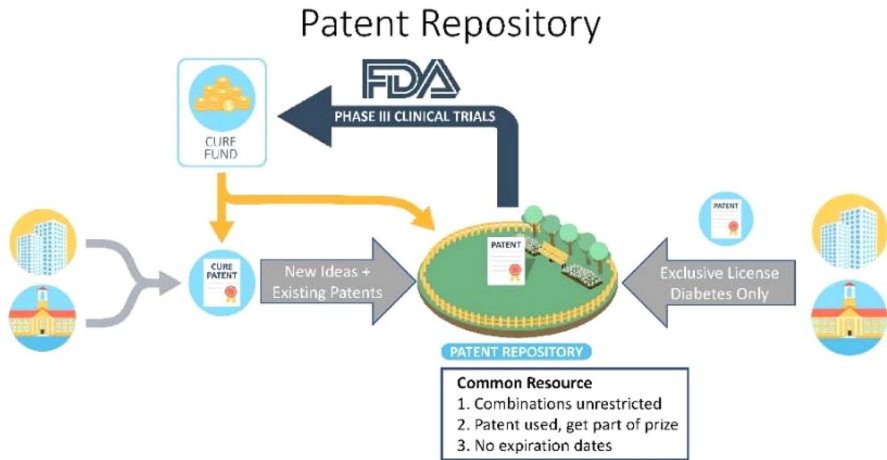 Patent Repository
FDA
PHASE III CLINICAL TRIALS
CURE
FUND
PATENT
CURE
PATENT
New Ideas +
Existing Patents
PATENT
Exclusive License
Diabetes Only
PATENT REPOSITORY
Common Resource
1. Combinations unrestricted
2. Patent used, get part of prize
3. No expiration dates